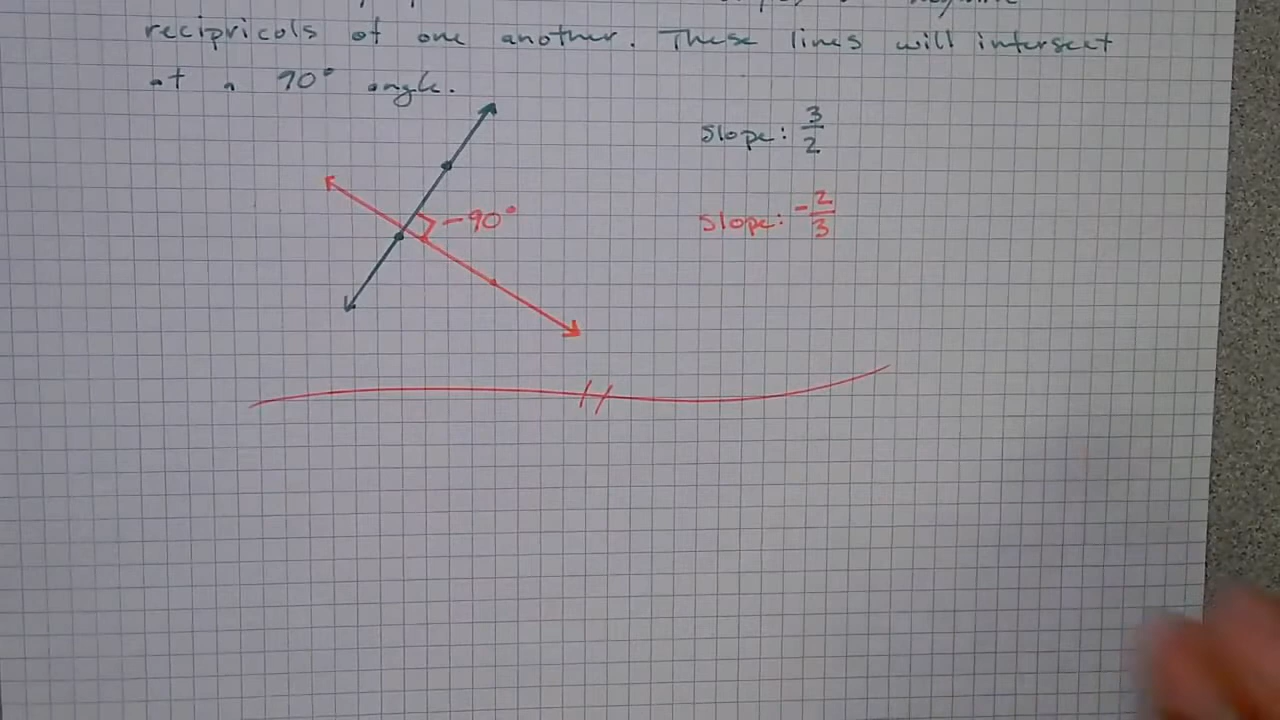 recipricols of one another. These lines will intersect
at a 90° angle.
slope: 3/2
-90°
slope: -2/3